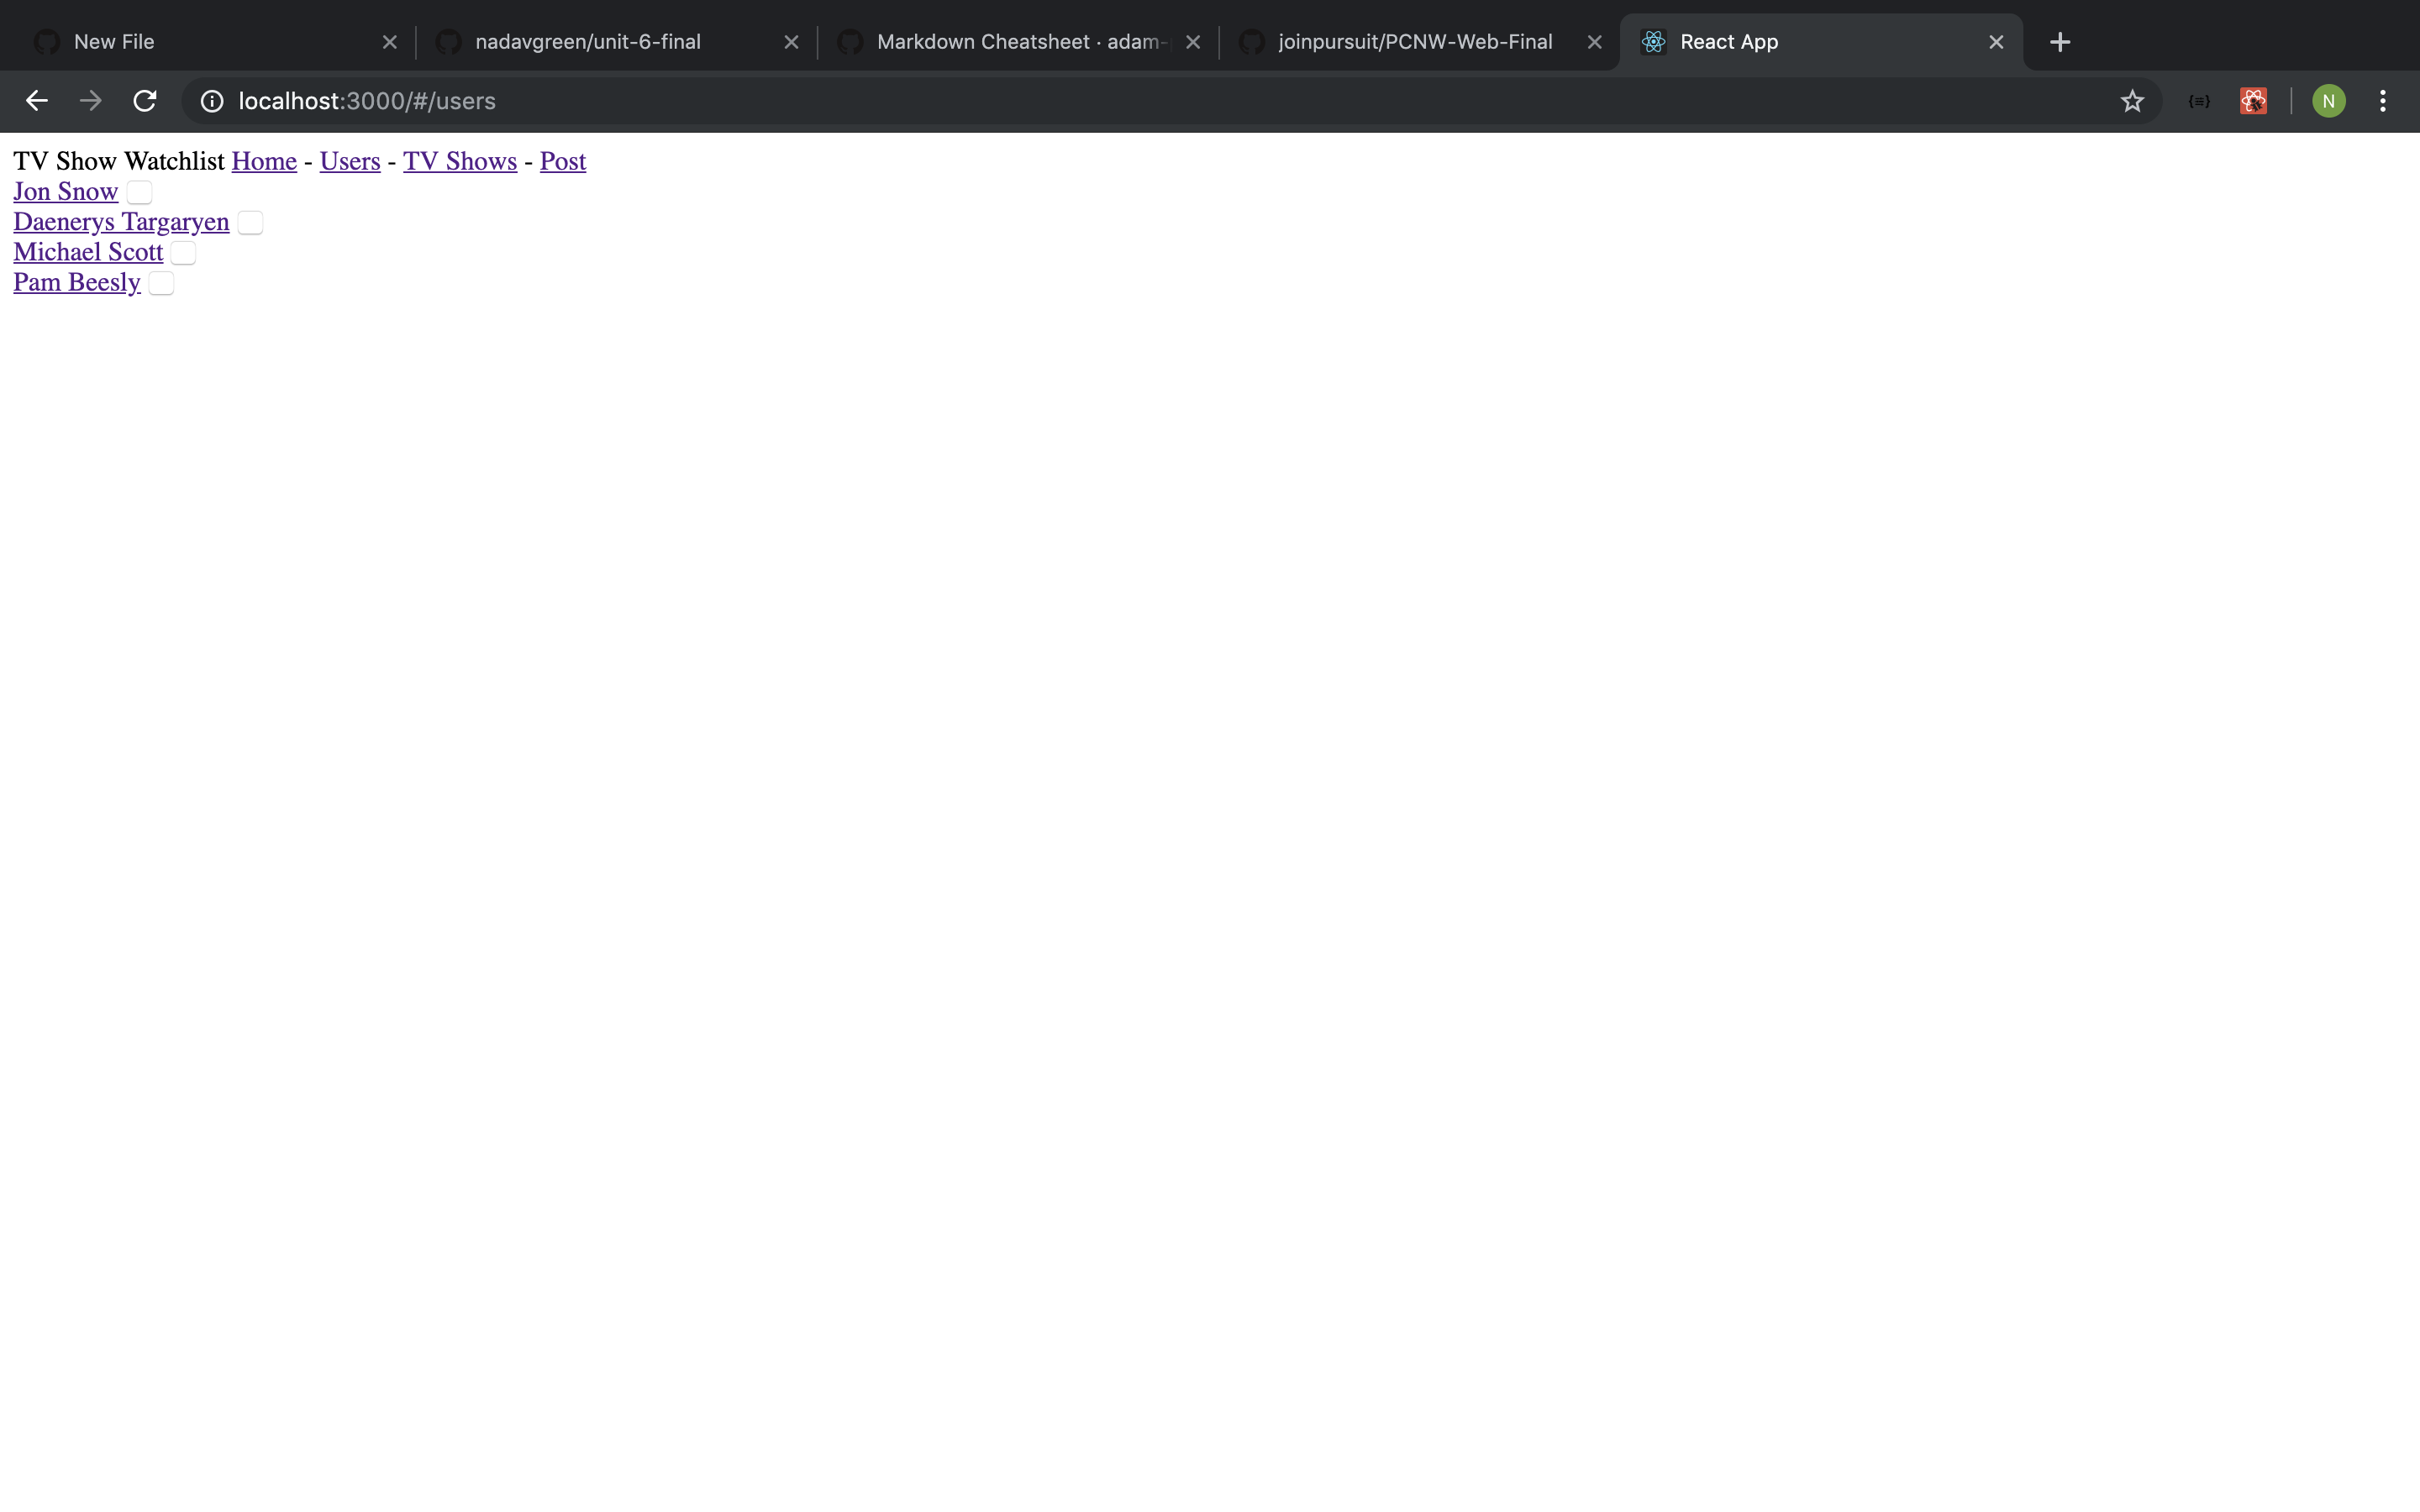 New File
nadavgreen/unit-6-final
Markdown Cheatsheet · adam-
joinpursuit/PCNW-Web-Final
React App
localhost:3000/#/users
{≡}
N
TV Show Watchlist Home - Users - TV Shows - Post
Jon Snow
Daenerys Targaryen
Michael Scott
Pam Beesly